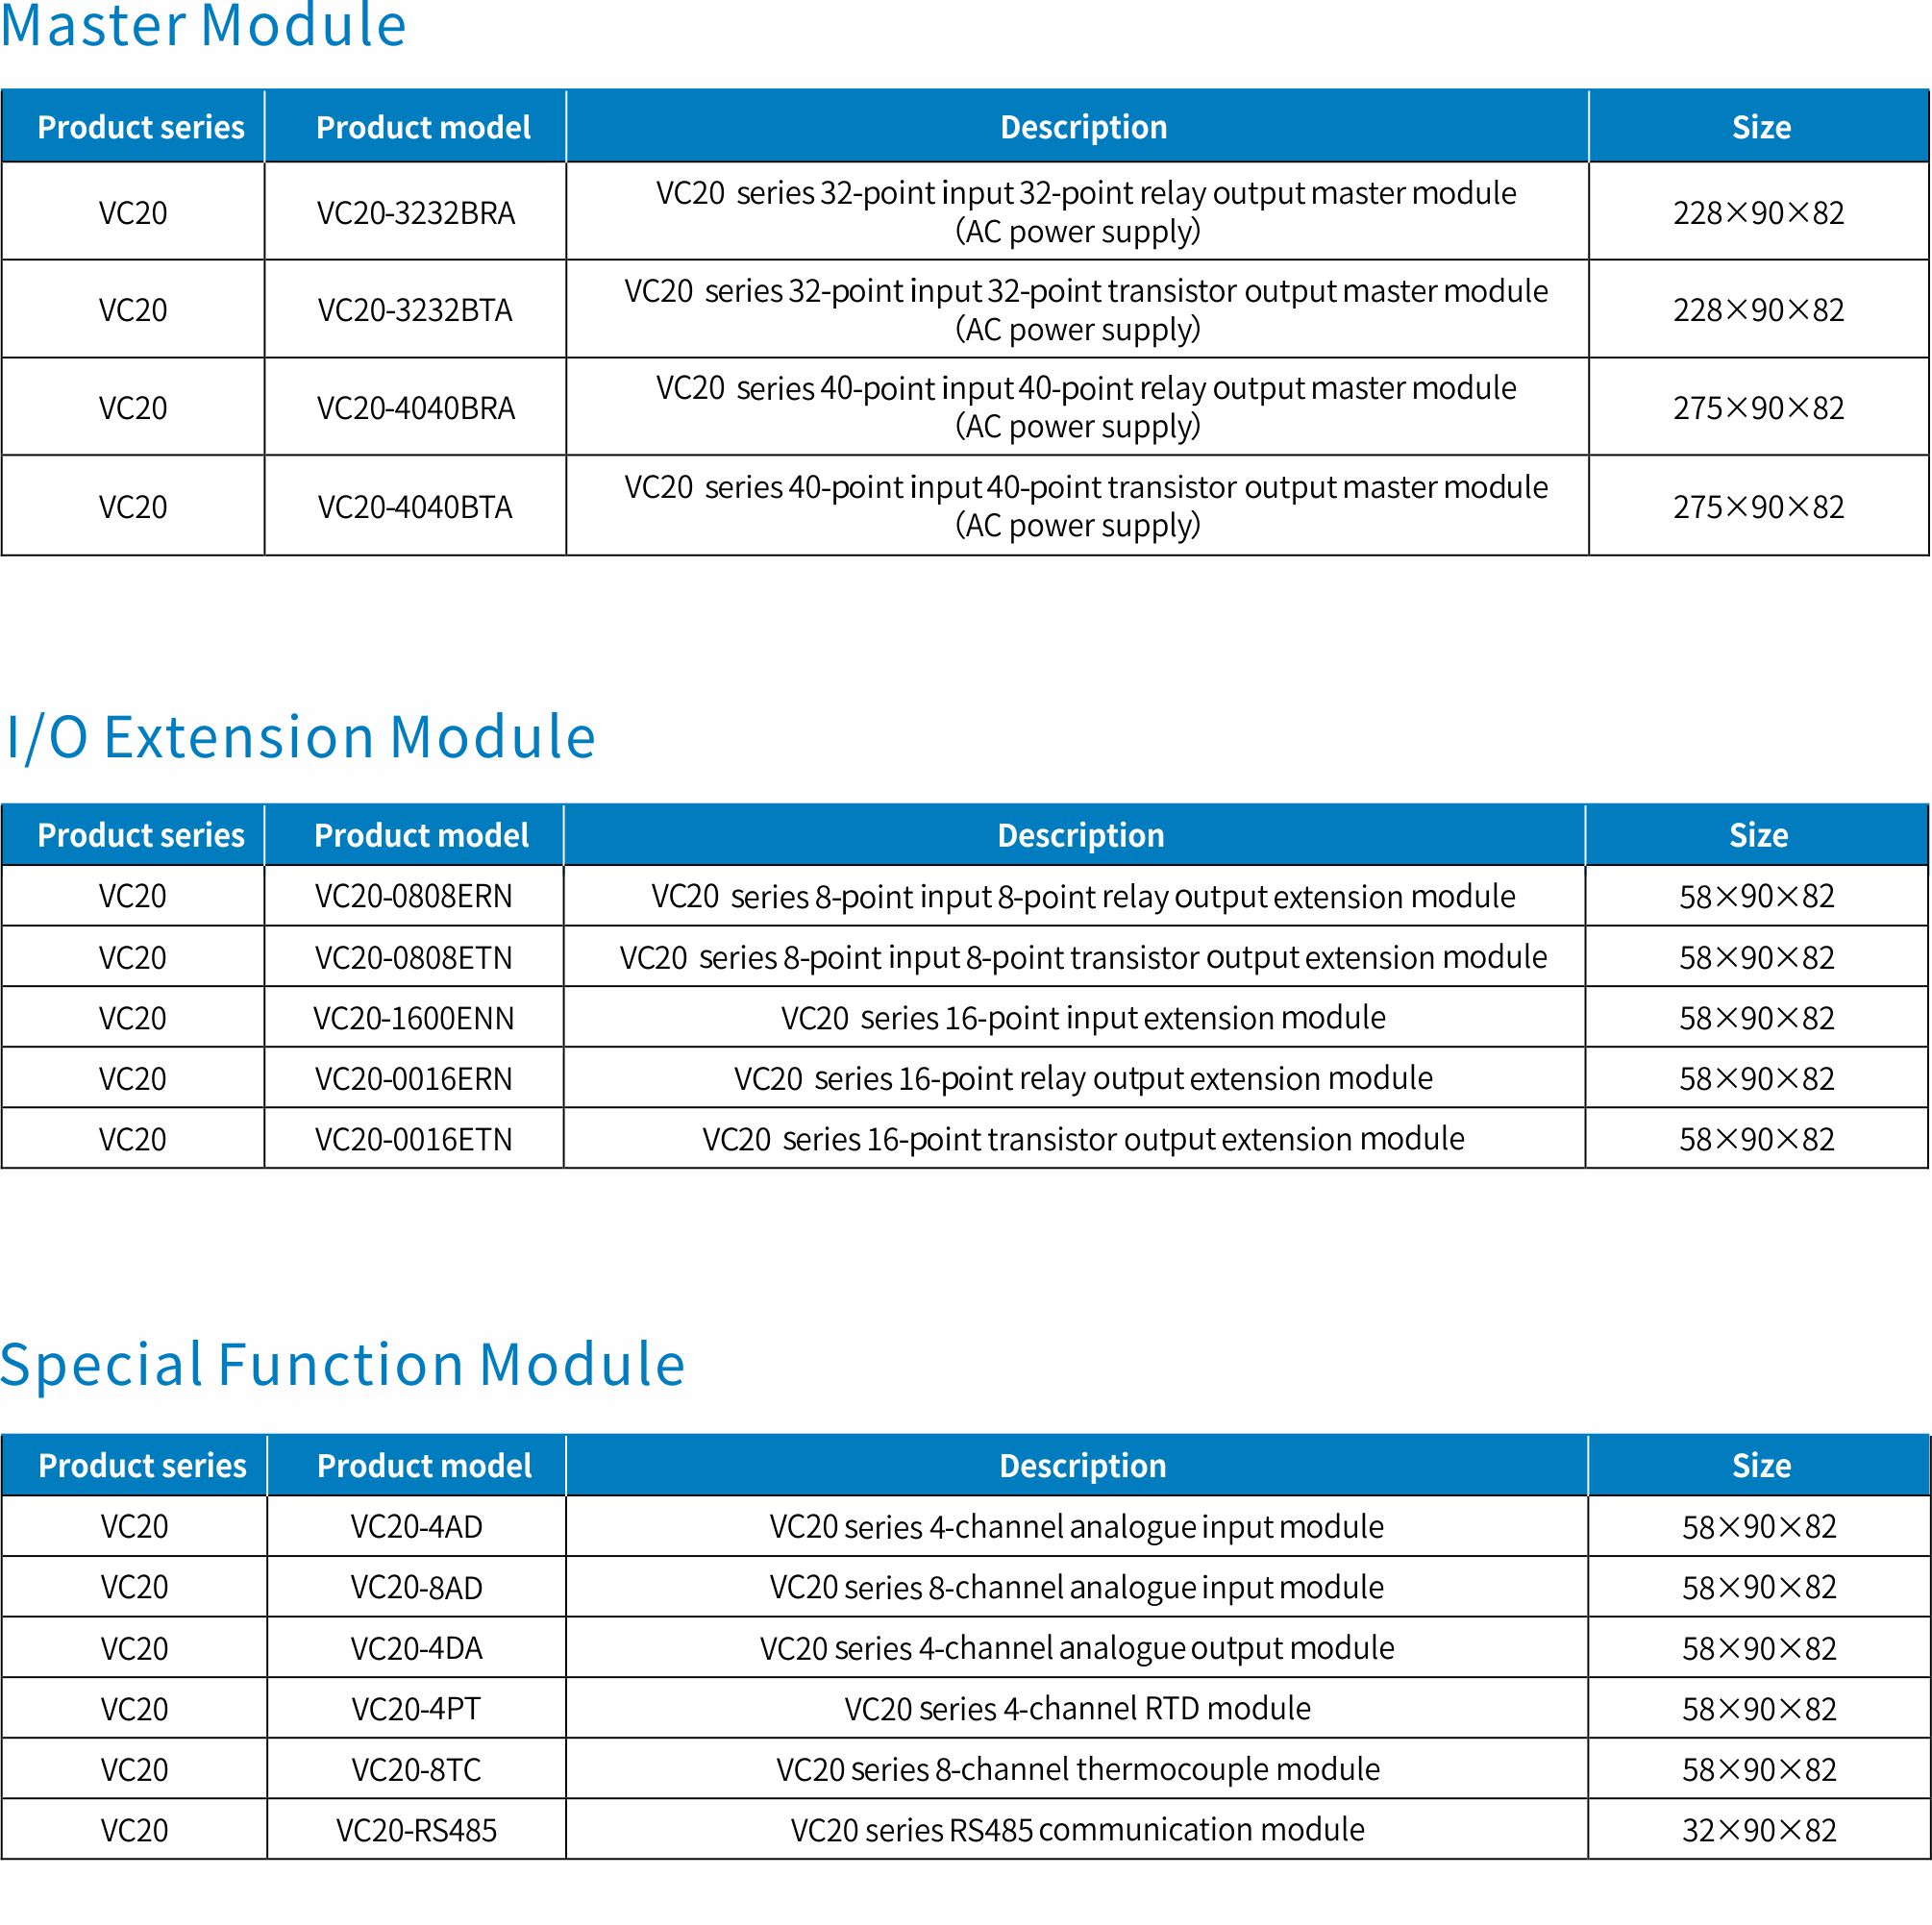 Master Module
Product series Product model Description Size
VC20 VC20-3232BRA VC20 series 32-point input 32-point relay output master module
(AC power supply) 228×90×82
VC20 VC20-3232BTA VC20 series 32-point input 32-point transistor output master module
(AC power supply) 228×90×82
VC20 VC20-4040BRA VC20 series 40-point input 40-point relay output master module
(AC power supply) 275×90×82
VC20 VC20-4040BTA VC20 series 40-point input 40-point transistor output master module
(AC power supply) 275×90×82
I/O Extension Module
Product series Product model Description Size
VC20 VC20-0808ERN VC20 series 8-point input 8-point relay output extension module 58×90×82
VC20 VC20-0808ETN VC20 series 8-point input 8-point transistor output extension module 58×90×82
VC20 VC20-1600ENN VC20 series 16-point input extension module 58×90×82
VC20 VC20-0016ERN VC20 series 16-point relay output extension module 58×90×82
VC20 VC20-0016ETN VC20 series 16-point transistor output extension module 58×90×82
Special Function Module
Product series Product model Description Size
VC20 VC20-4AD VC20 series 4-channel analogue input module 58×90×82
VC20 VC20-8AD VC20 series 8-channel analogue input module 58×90×82
VC20 VC20-4DA VC20 series 4-channel analogue output module 58×90×82
VC20 VC20-4PT VC20 series 4-channel RTD module 58×90×82
VC20 VC20-8TC VC20 series 8-channel thermocouple module 58×90×82
VC20 VC20-RS485 VC20 series RS485 communication module 32×90×82